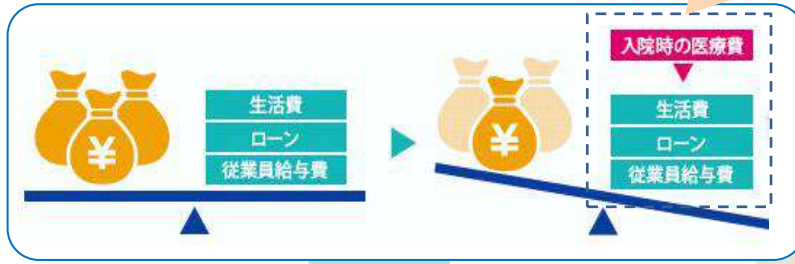 ¥
生活費
ローン
従業員給与費
¥
入院時の医療費
生活費
ローン
従業員給与費